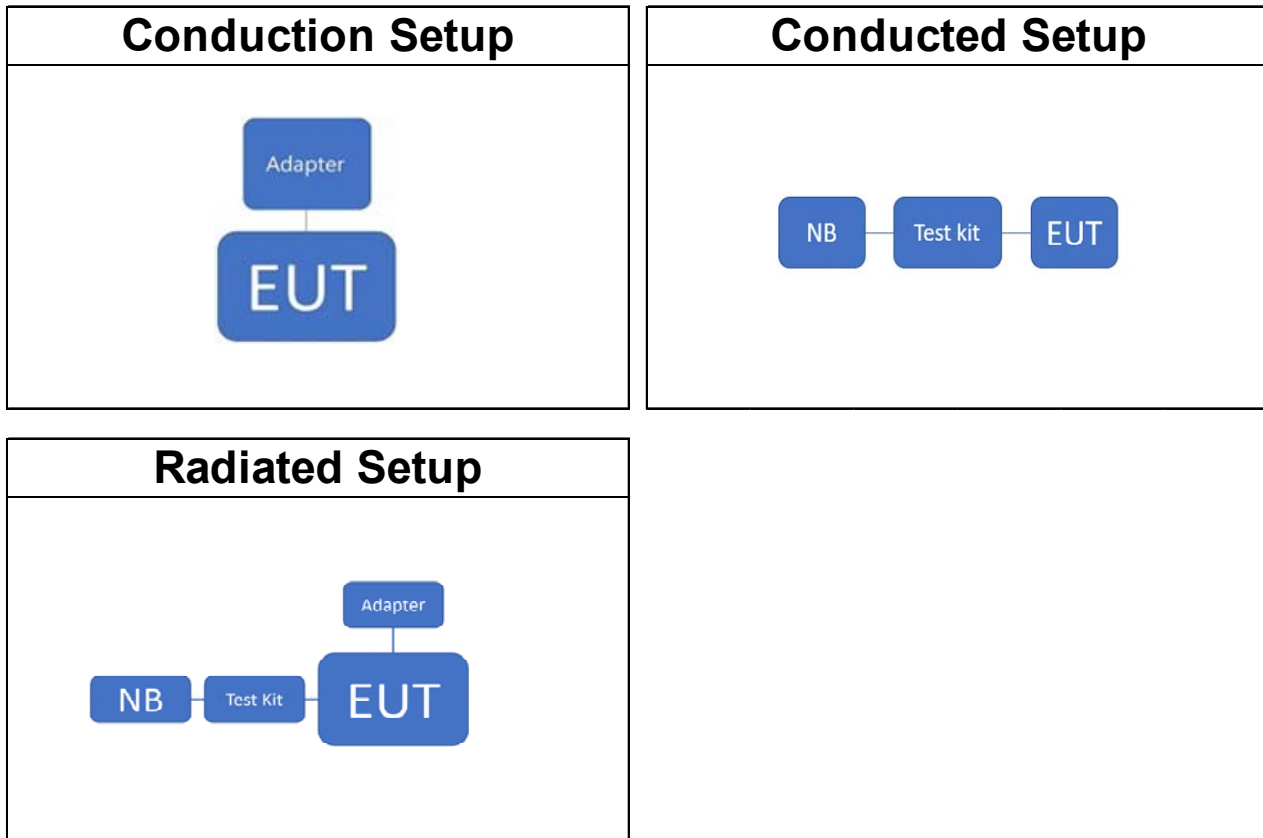 Conduction Setup
Adapter
EUT
Conducted Setup
NB
Test kit
EUT
Radiated Setup
Adapter
NB
Test Kit
EUT